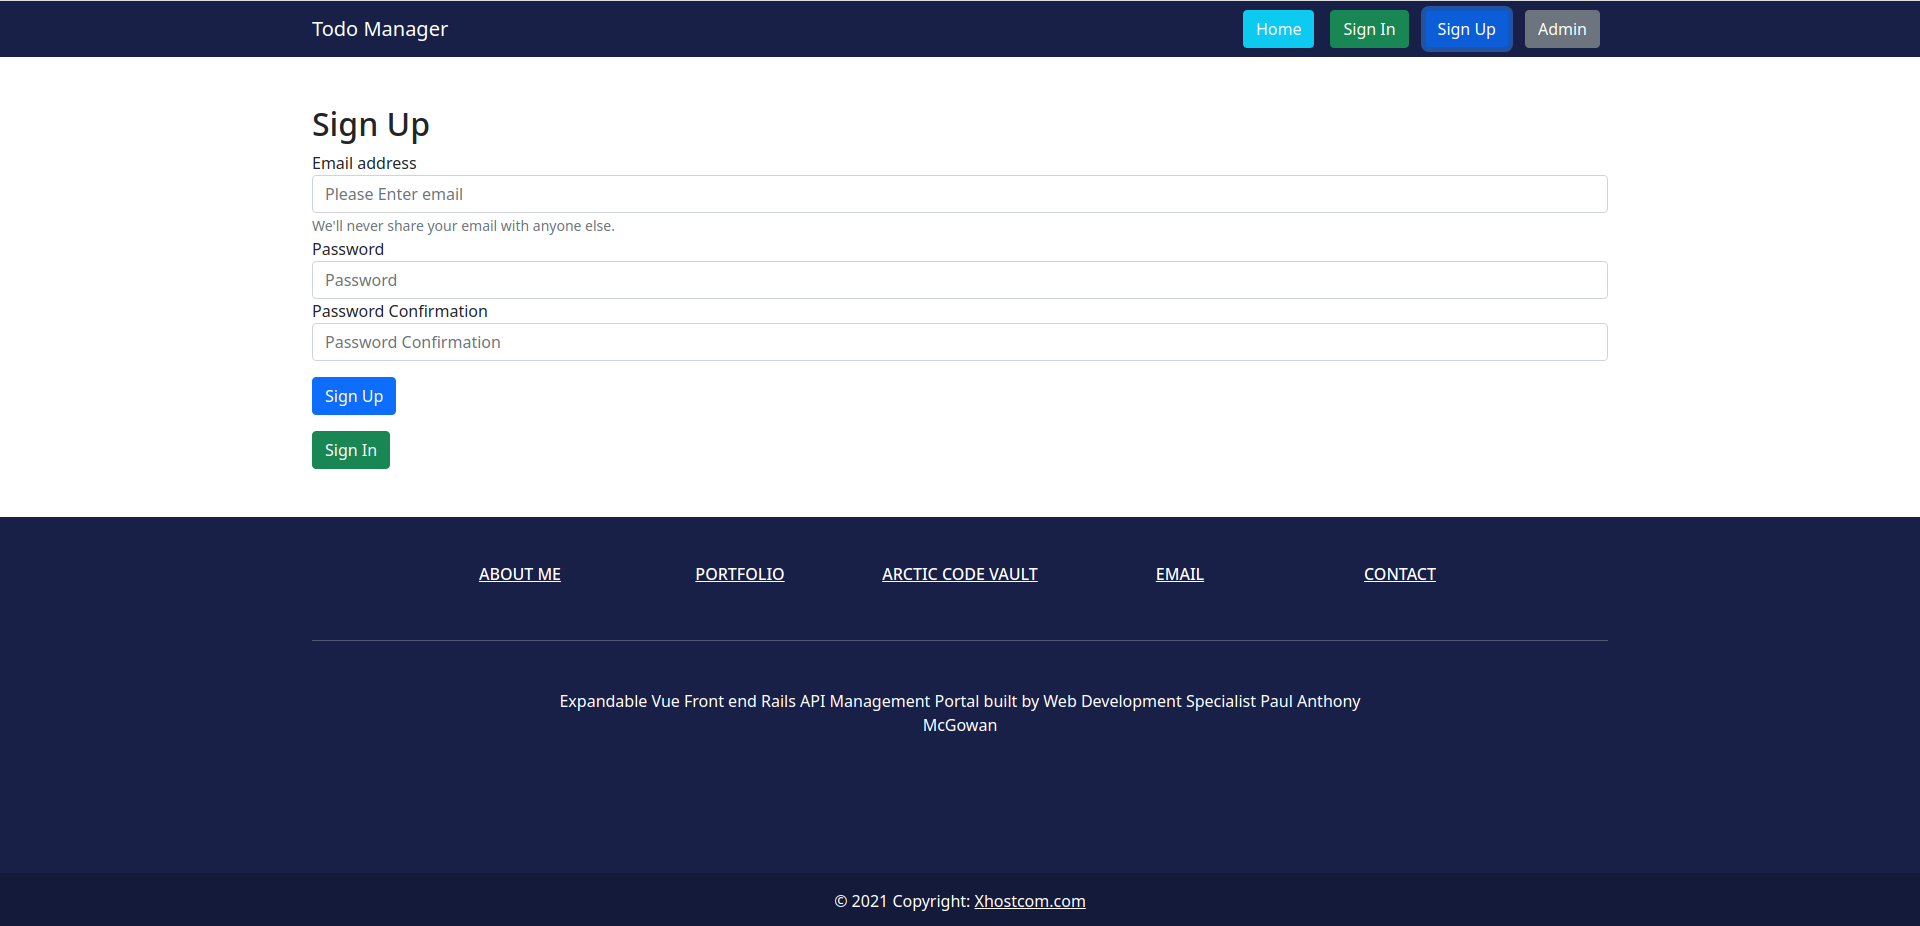 Todo Manager
Home
Sign In
Sign Up
Admin
Sign Up
Email address
Please Enter email
We'll never share your email with anyone else.
Password
Password
Password Confirmation
Password Confirmation
Sign Up
Sign In
ABOUT ME
PORTFOLIO
ARCTIC CODE VAULT
EMAIL
CONTACT
Expandable Vue Front end Rails API Management Portal built by Web Development Specialist Paul Anthony
McGowan
© 2021 Copyright: Xhostcom.com